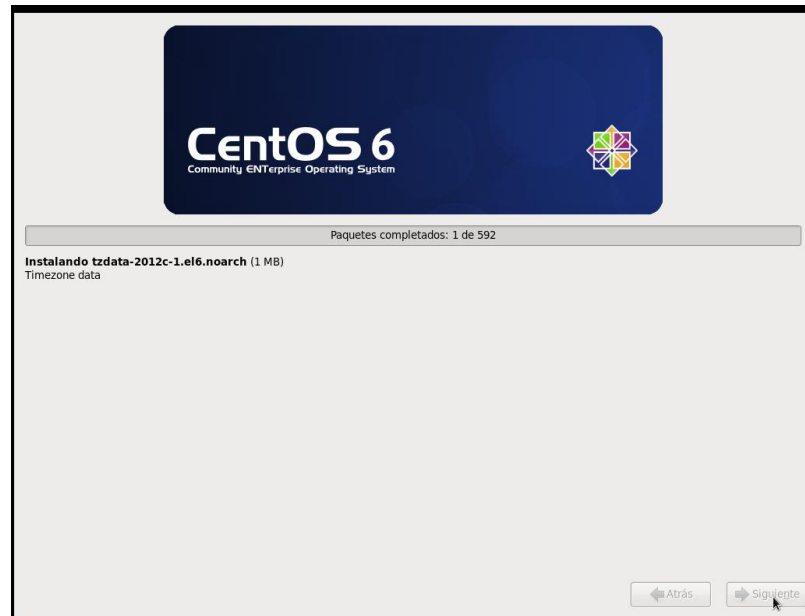 CentOS 6
Community ENTerprise Operating System
Paquetes completados: 1 de 592
Instalando tzdata-2012c-1.el6.noarch (1 MB)
Timezone data
Atrás
Siguiente